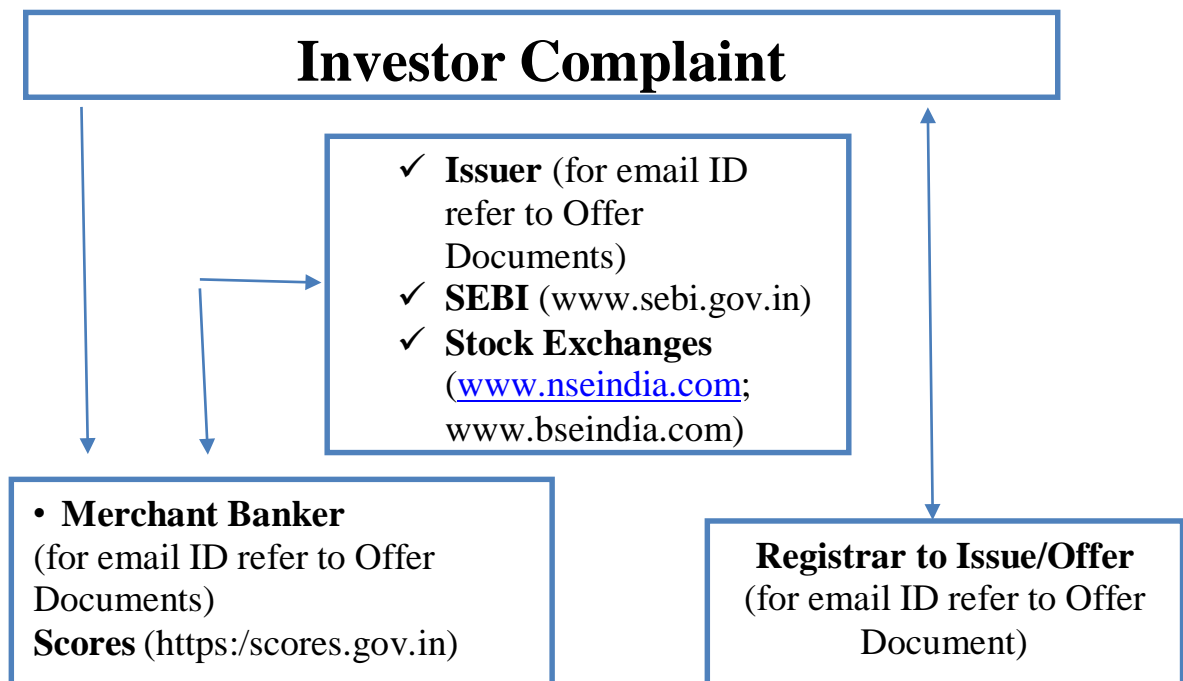 Investor Complaint
✓ Issuer (for email ID
refer to Offer
Documents)
✓ SEBI (www.sebi.gov.in)
✓ Stock Exchanges
(www.nseindia.com;
www.bseindia.com)
• Merchant Banker
(for email ID refer to Offer
Documents)
Scores (https:/scores.gov.in)
Registrar to Issue/Offer
(for email ID refer to Offer
Document)